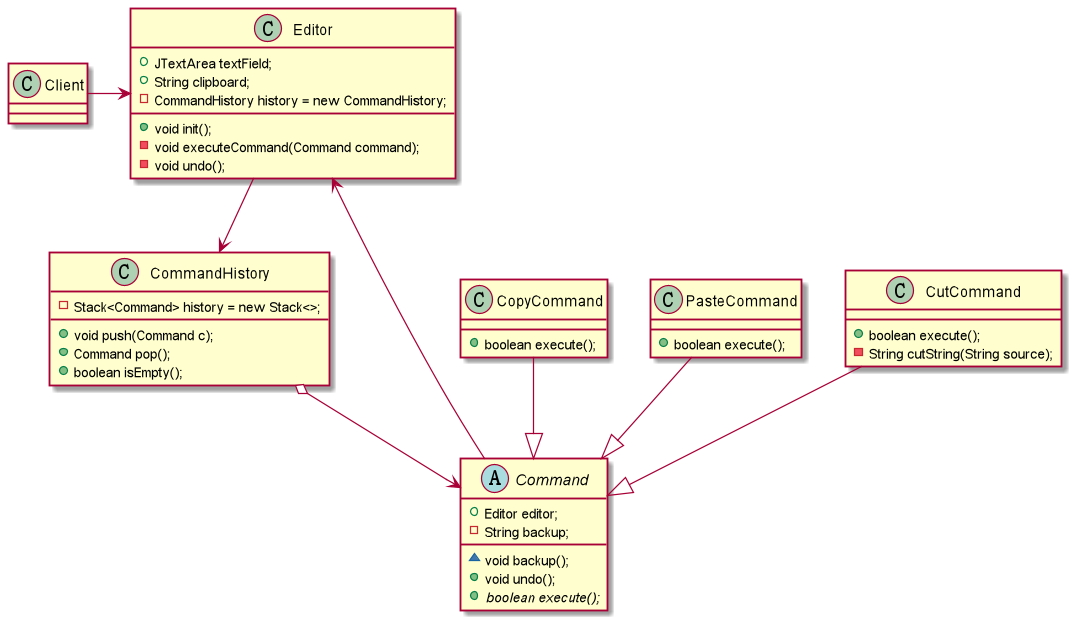 C Client
C Editor
JTextArea textField;
String clipboard;
CommandHistory history = new CommandHistory;
void init();
void executeCommand(Command command);
void undo();
C CommandHistory
Stack<Command> history = new Stack<>;
void push(Command c);
Command pop();
boolean isEmpty();
C CopyCommand
boolean execute();
C PasteCommand
boolean execute();
C CutCommand
boolean execute();
String cutString(String source);
A Command
Editor editor;
String backup;
void backup();
void undo();
boolean execute();